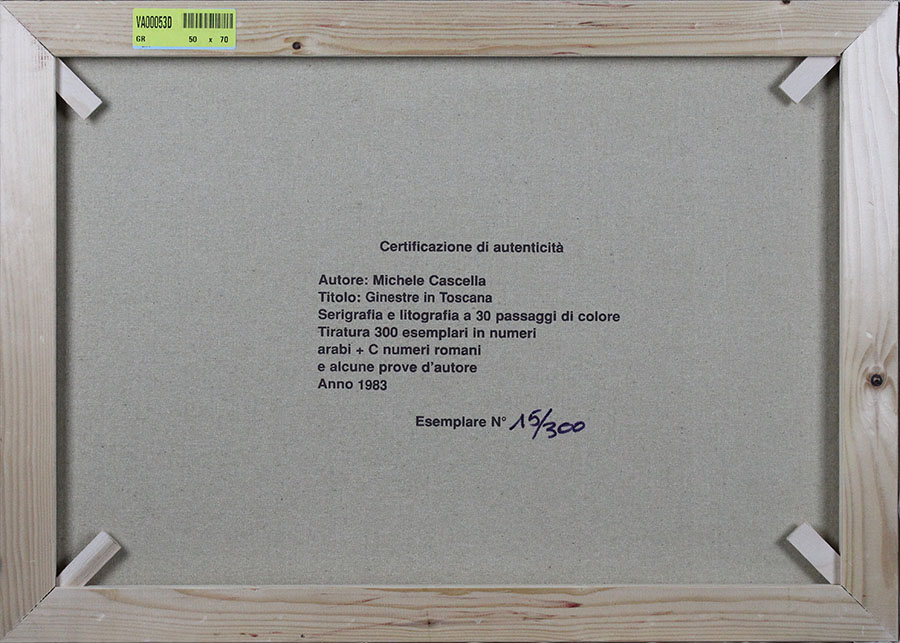 VA00053D
GR 50 x 70
Certificazione di autenticità
Autore: Michele Cascella
Titolo: Ginestre in Toscana
Serigrafia e litografia a 30 passaggi di colore
Tiratura 300 esemplari in numeri
arabi + C numeri romani
e alcune prove d'autore
Anno 1983
Esemplare N° 15/300